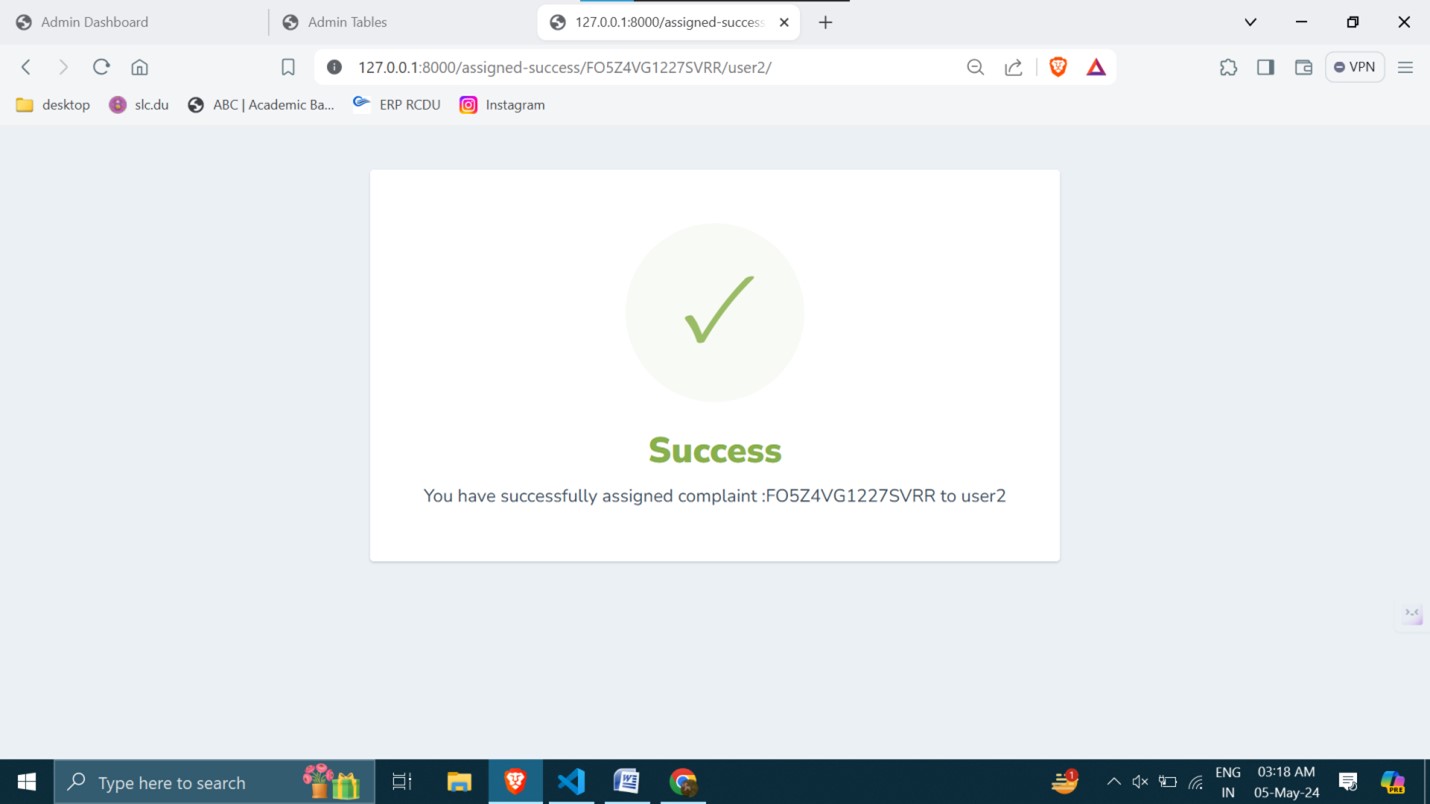 Admin Dashboard
Admin Tables
127.0.0.1:8000/assigned-success
127.0.0.1:8000/assigned-success/FO5Z4VG1227SVRR/user2/
VPN
desktop
slc.du
ABC | Academic Ba...
ERP RCDU
Instagram
Success
You have successfully assigned complaint :FO5Z4VG1227SVRR to user2
Type here to search
1
ENG
IN
03:18 AM
05-May-24
PRE